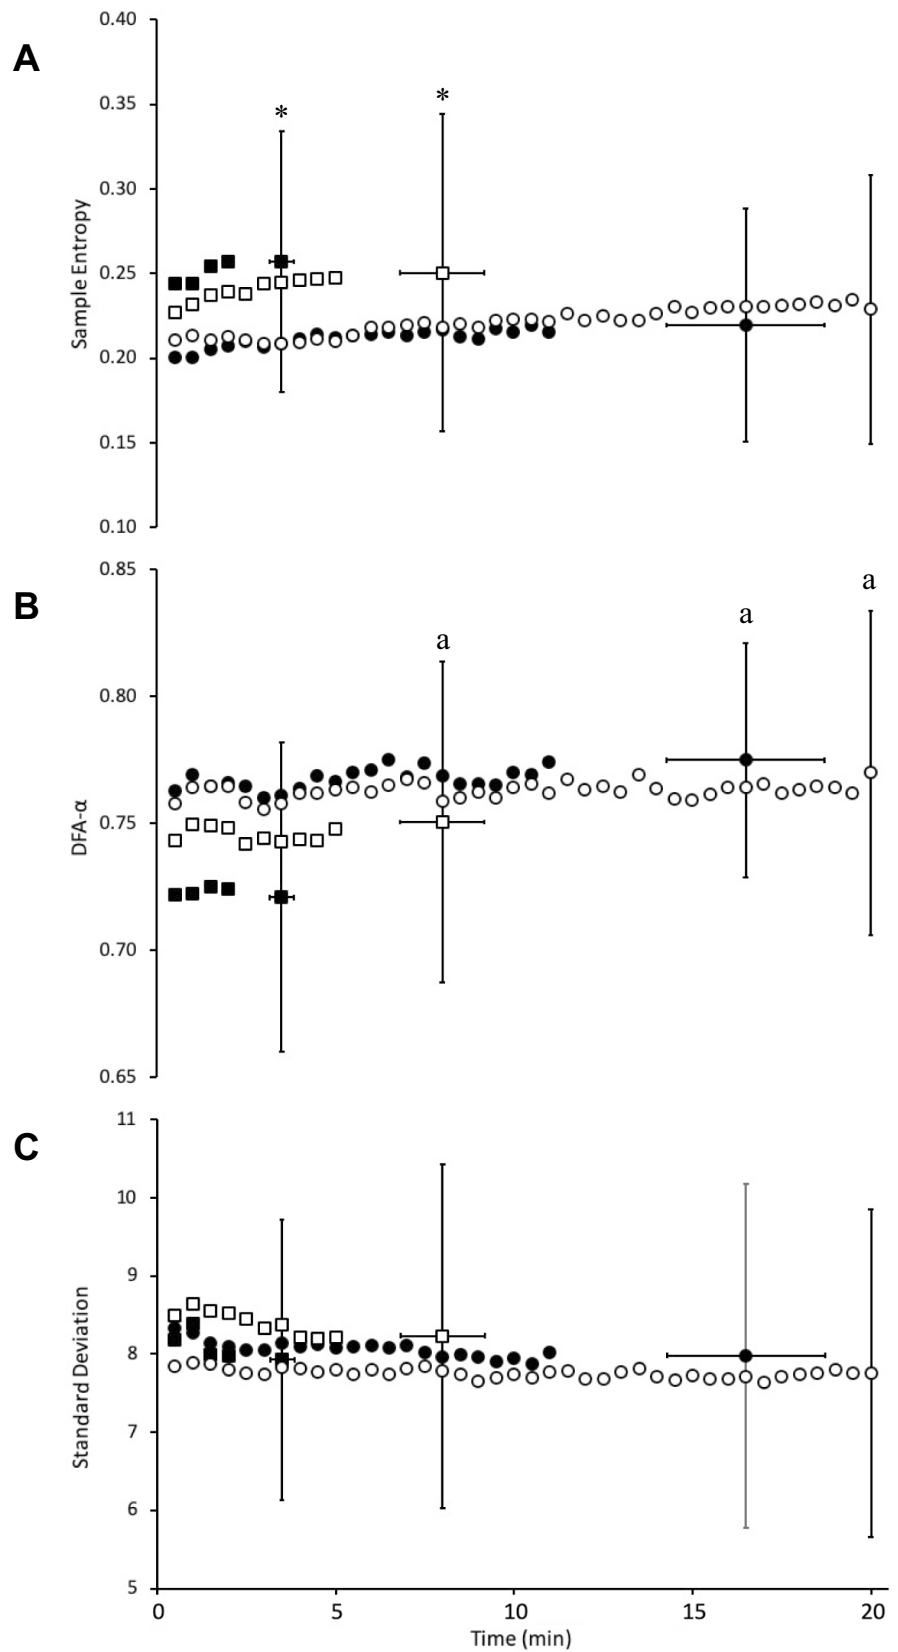 A
0.40
0.35
0.30
0.25
0.20
0.15
0.10
Sample Entropy
*
*
B
0.85
0.80
0.75
0.70
0.65
DFA-α
a
a
a
C
11
10
9
8
7
6
5
Standard Deviation
0 5 10 15 20
Time (min)